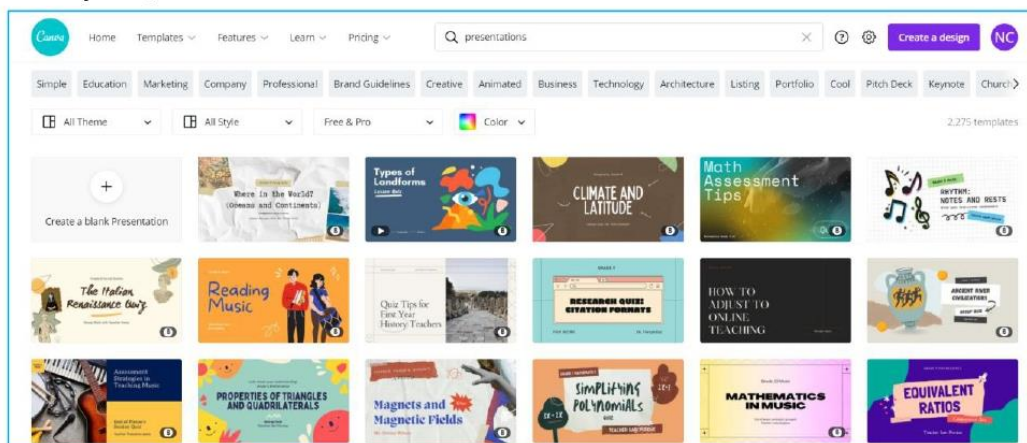 Canva
Home Templates Features Learn Pricing presentations Create a design NC
Simple Education Marketing Company Professional Brand Guidelines Creative Animated Business Technology Architecture Listing Portfolio Cool Pitch Deck Keynote Church
All Theme All Style Free & Pro Color 2,275 templates
Create a blank Presentation
Where in the World?
(Oceans and Continents)
Types of
Landforms
CLIMATE AND
LATITUDE
Math
Assessment
Tips
RHYTHM:
NOTES AND RESTS
The Italian
Renaissance Quiz
Reading
Music
Quiz Tips for
First Year
History Teachers
RESEARCH QUIZ:
CITATION FORMATS
HOW TO
ADJUST TO
ONLINE
TEACHING
ANCIENT RIVER
CIVILIZATIONS
Assessment
Strategies in
Teaching Music
PROPERTIES OF TRIANGLES
AND QUADRILATERALS
Magnets and
Magnetic Fields
SIMPLIFYING
POLYNOMIALS
MATHEMATICS
IN MUSIC
EQUIVALENT
RATIOS